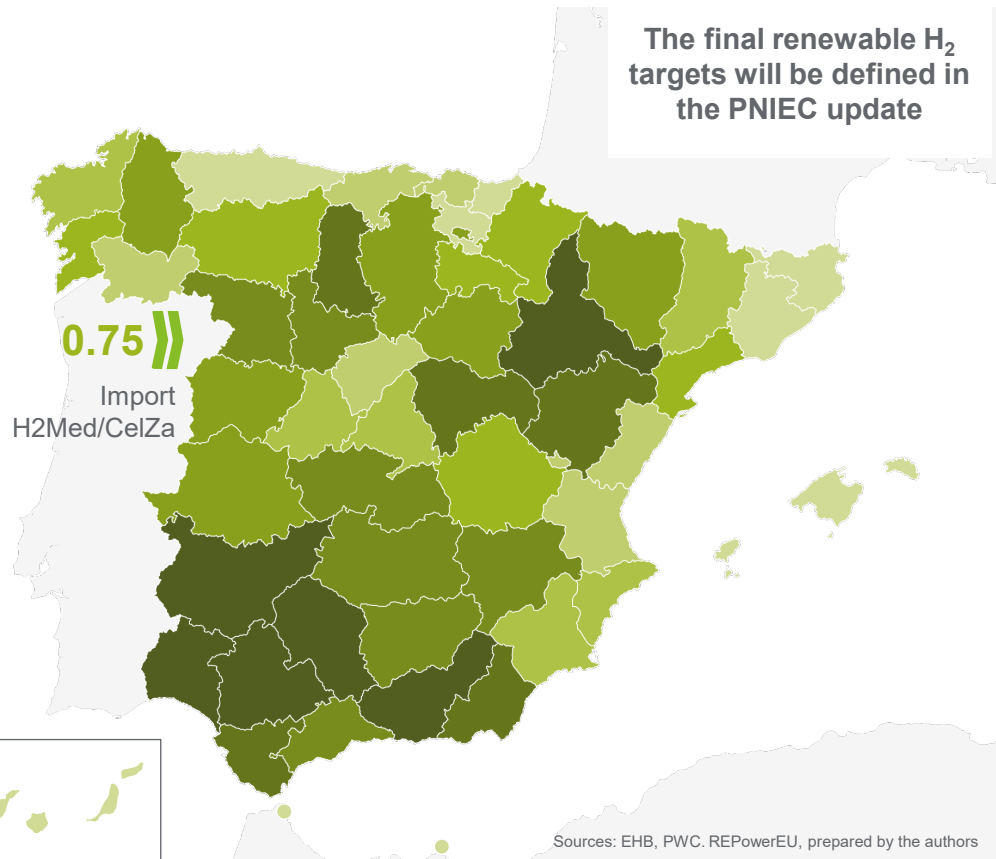 The final renewable H₂
targets will be defined in
the PNIEC update
0.75
Import
H2Med/CelZa
Sources: EHB, PWC. REPowerEU, prepared by the authors